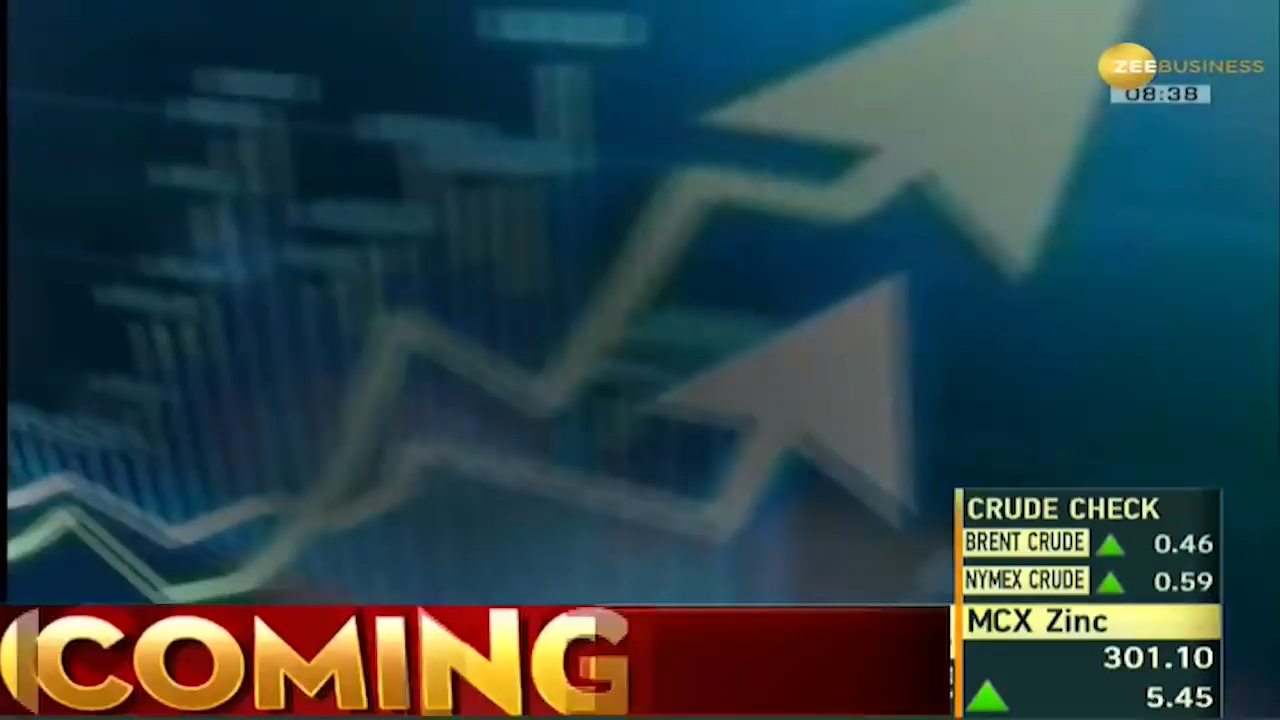 ZEEBUSINESS
08:38
CRUDE CHECK
BRENT CRUDE ▲ 0.46
NYMEX CRUDE ▲ 0.59
MCX Zinc
301.10
▲ 5.45
COMING